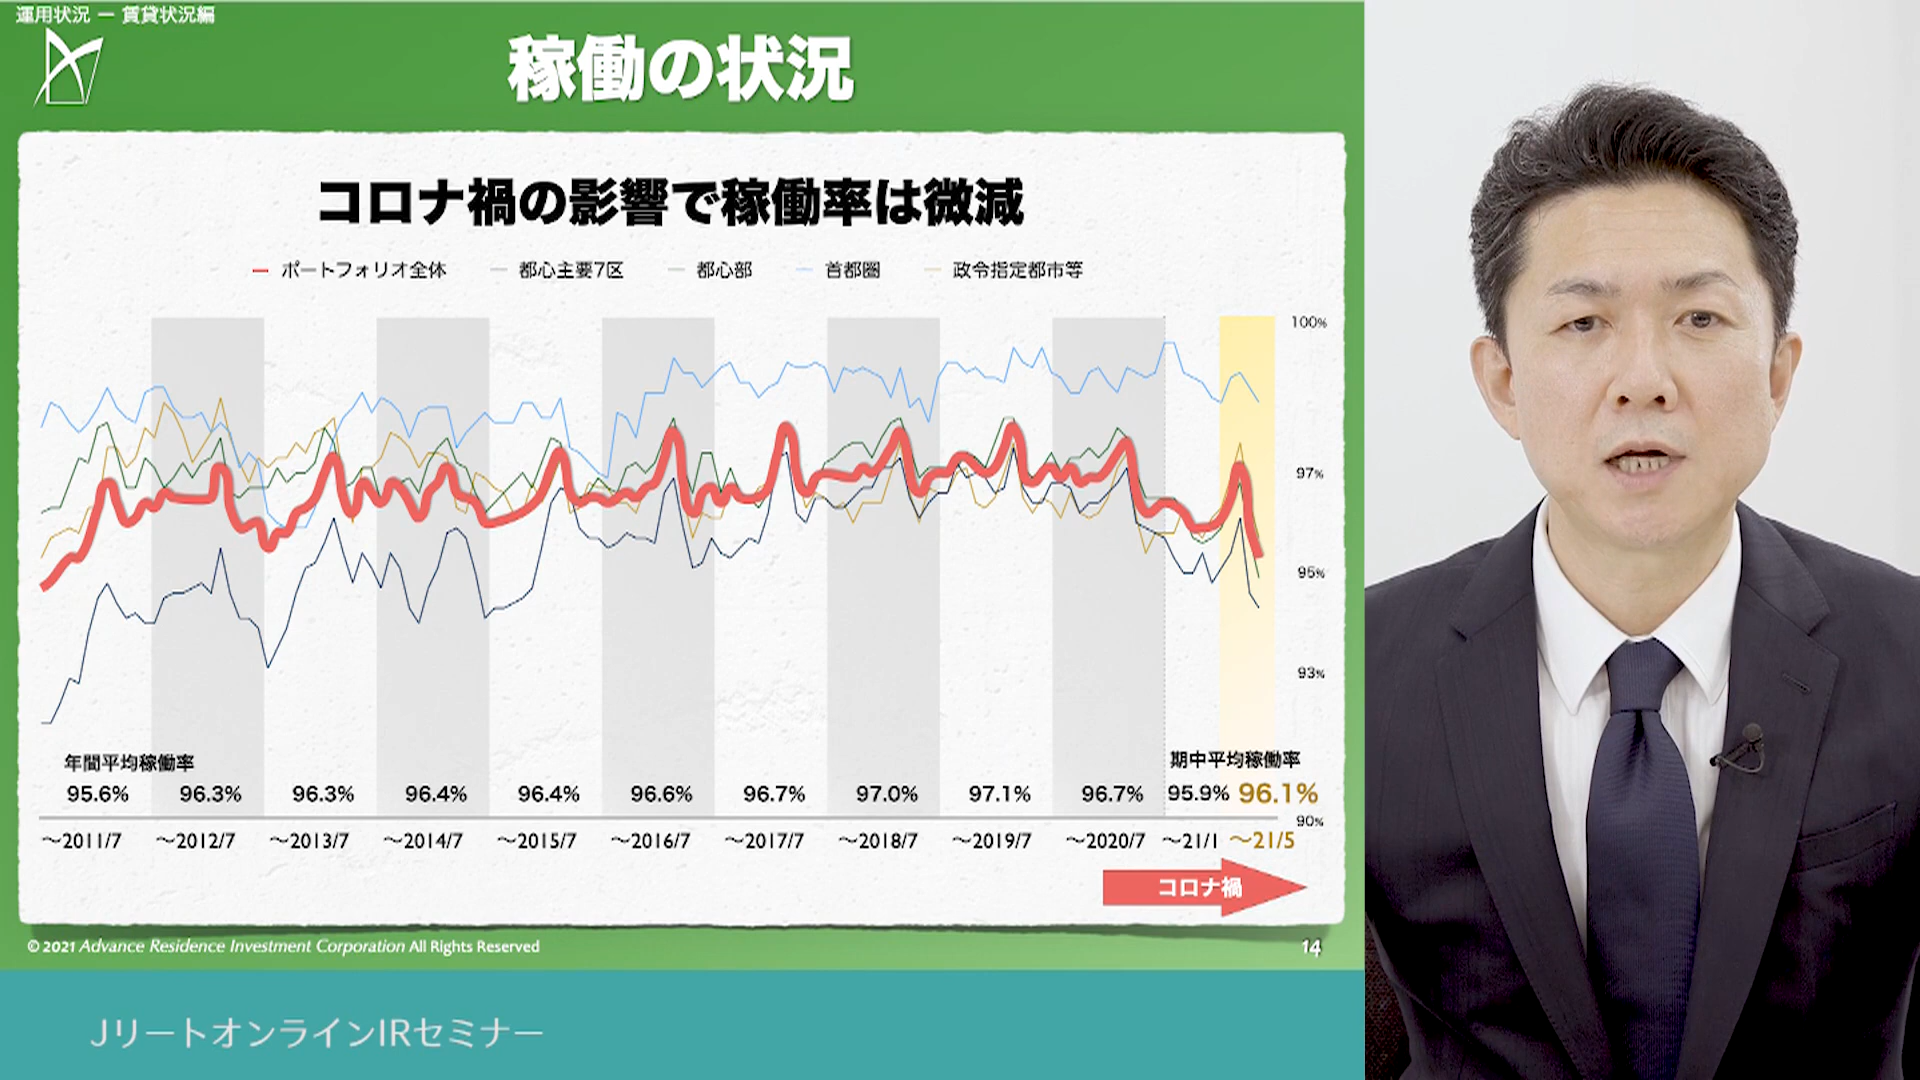 運用状況 ー 賃貸状況編
稼働の状況
コロナ禍の影響で稼働率は微減
ポートフォリオ全体 都心主要7区 都心部 首都圏 政令指定都市等
100%
97%
95%
93%
90%
年間平均稼働率 期中平均稼働率
95.6% 96.3% 96.3% 96.4% 96.4% 96.6% 96.7% 97.0% 97.1% 96.7% 95.9% 96.1%
〜2011/7 〜2012/7 〜2013/7 〜2014/7 〜2015/7 〜2016/7 〜2017/7 〜2018/7 〜2019/7 〜2020/7 〜21/1 〜21/5
コロナ禍
© 2021 Advance Residence Investment Corporation All Rights Reserved 14
JリートオンラインIRセミナー